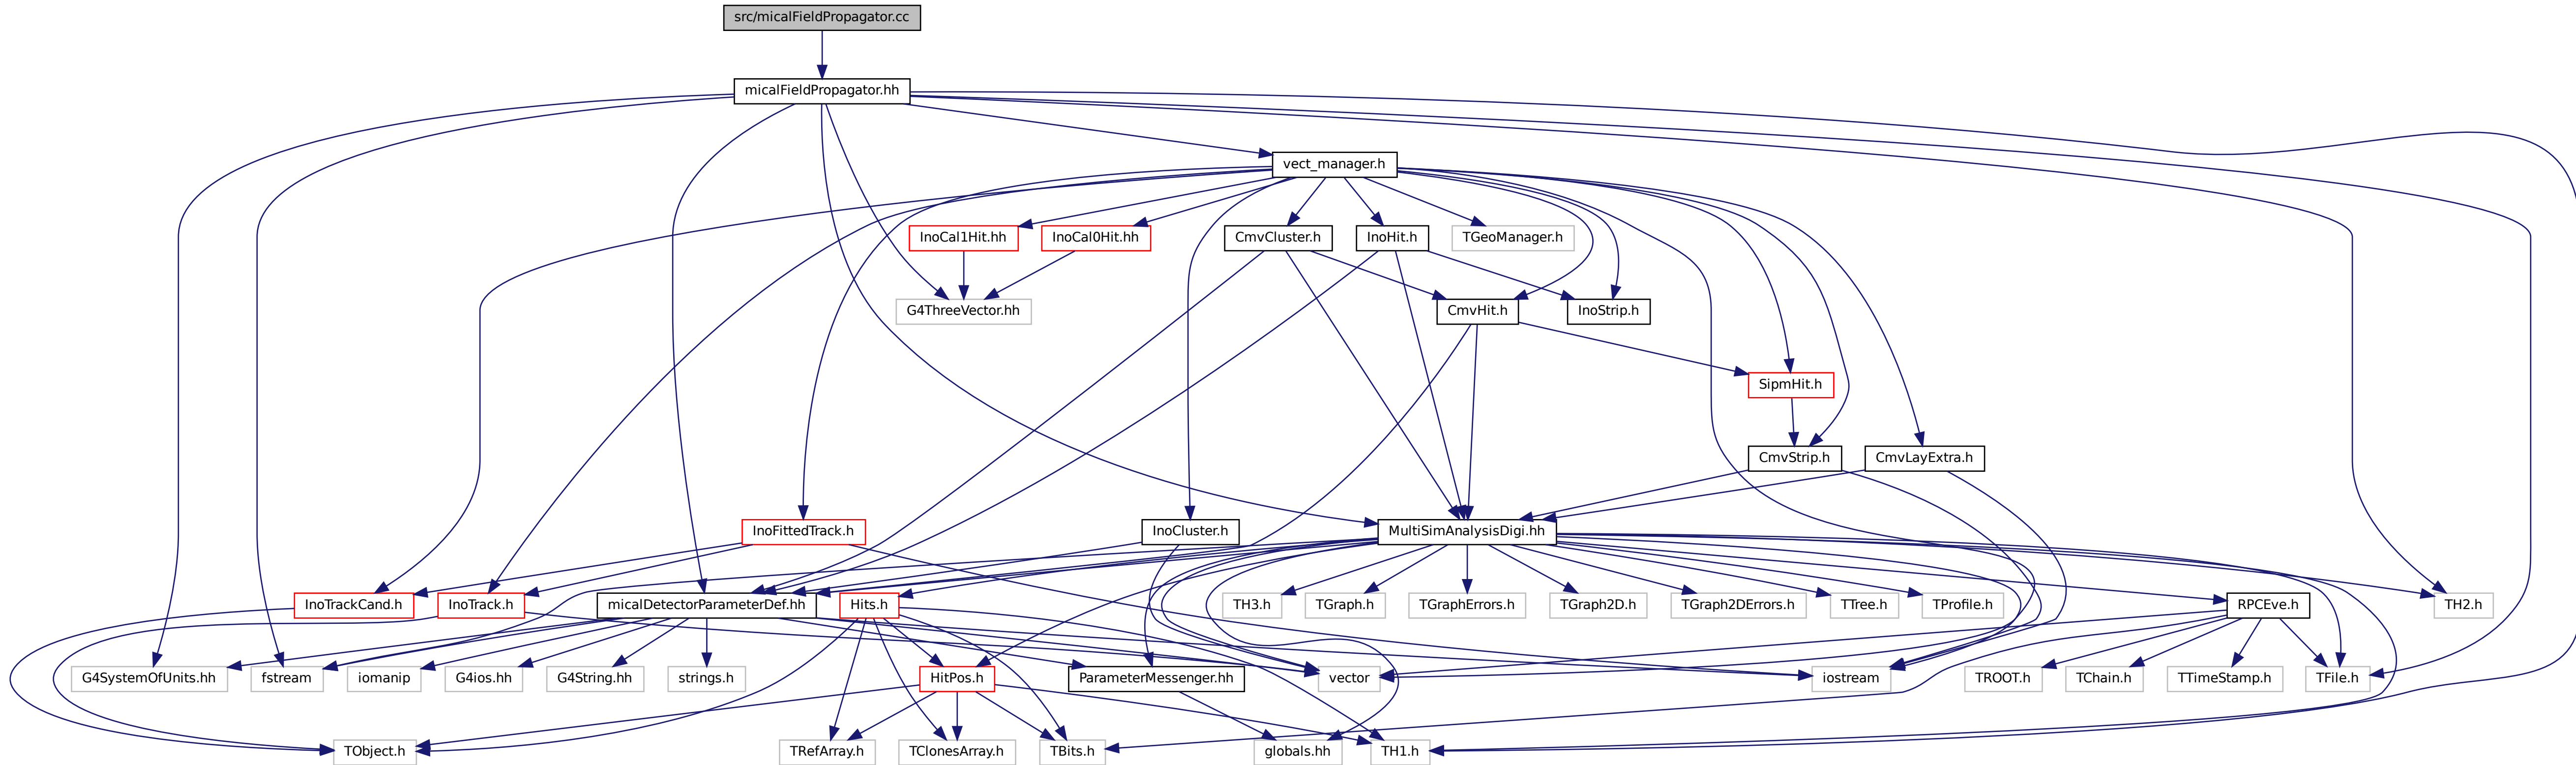 src/micalFieldPropagator.cc
micalFieldPropagator.hh
vect_manager.h
InoCal1Hit.hh
InoCal0Hit.hh
CmvCluster.h
InoHit.h
TGeoManager.h
G4ThreeVector.hh
CmvHit.h
InoStrip.h
SipmHit.h
CmvStrip.h
CmvLayExtra.h
InoFittedTrack.h
InoCluster.h
MultiSimAnalysisDigi.hh
InoTrackCand.h
InoTrack.h
micalDetectorParameterDef.hh
Hits.h
TH3.h
TGraph.h
TGraphErrors.h
TGraph2D.h
TGraph2DErrors.h
TTree.h
TProfile.h
RPCEve.h
TH2.h
G4SystemOfUnits.hh
fstream
iomanip
G4ios.hh
G4String.hh
strings.h
HitPos.h
ParameterMessenger.hh
vector
iostream
TROOT.h
TChain.h
TTimeStamp.h
TFile.h
TObject.h
TRefArray.h
TClonesArray.h
TBits.h
globals.hh
TH1.h